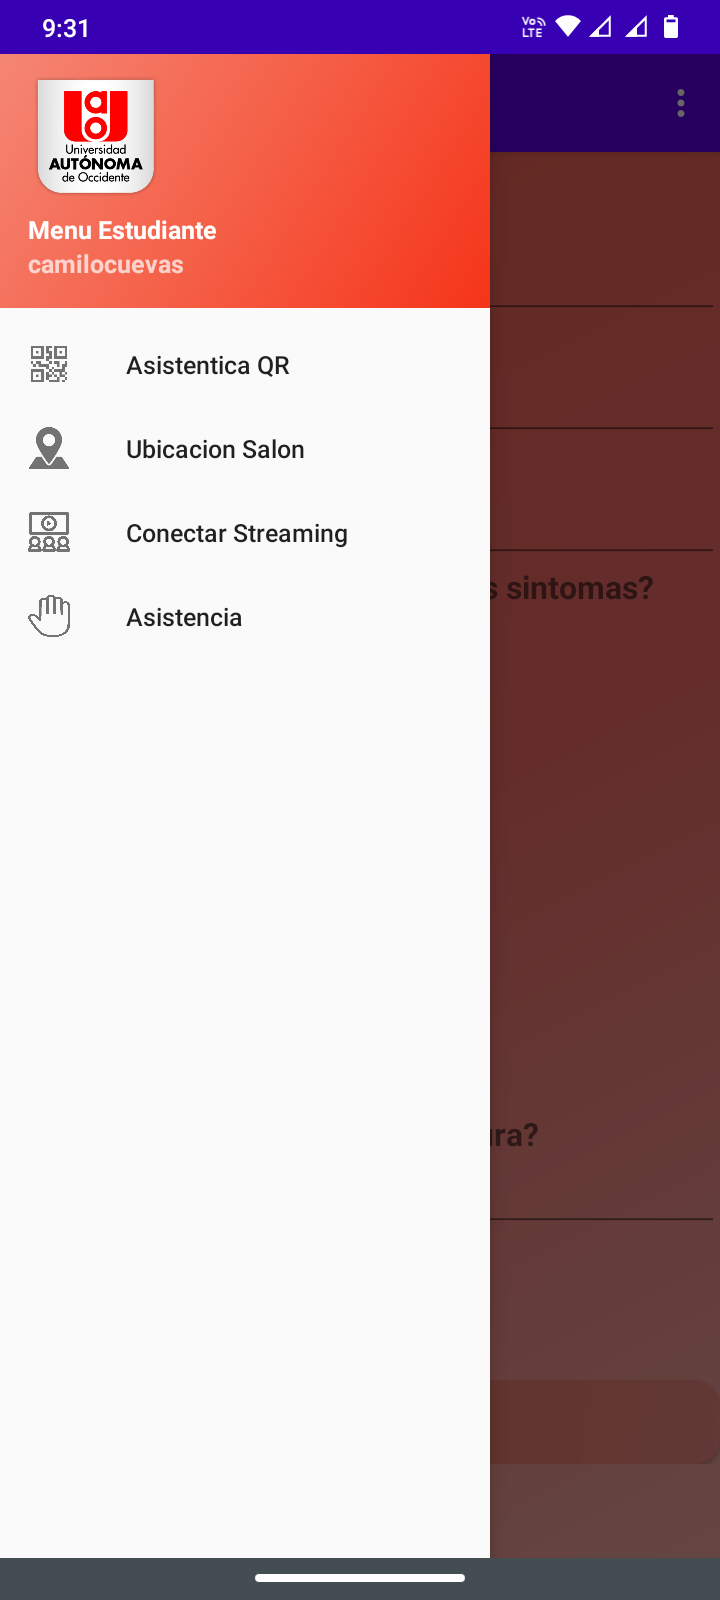 9:31
Vo
LTE
Universidad
AUTÓNOMA
de Occidente
Menu Estudiante
camilocuevas
Asistentica QR
Ubicacion Salon
Conectar Streaming
s sintomas?
Asistencia
ra?